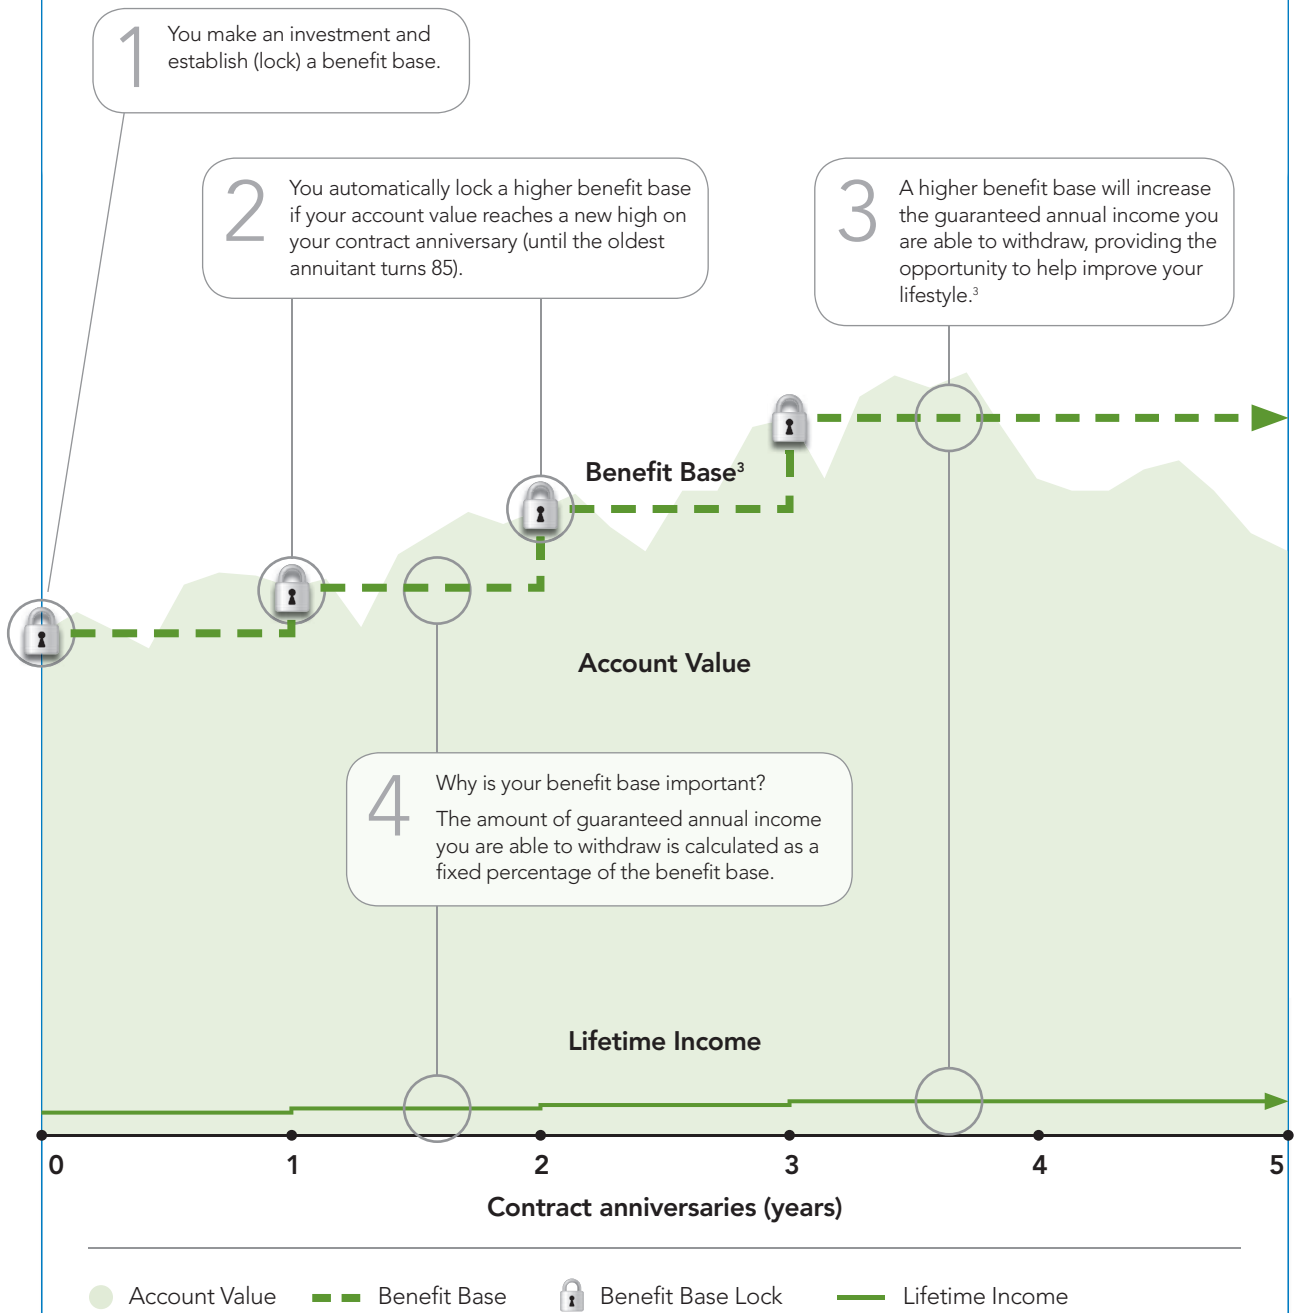 1
You make an investment and
establish (lock) a benefit base.
2
You automatically lock a higher benefit base
if your account value reaches a new high on
your contract anniversary (until the oldest
annuitant turns 85).
3
A higher benefit base will increase
the guaranteed annual income you
are able to withdraw, providing the
opportunity to help improve your
lifestyle.³
Benefit Base³
Account Value
4
Why is your benefit base important?
The amount of guaranteed annual income
you are able to withdraw is calculated as a
fixed percentage of the benefit base.
Lifetime Income
0 1 2 3 4 5
Contract anniversaries (years)
Account Value Benefit Base Benefit Base Lock Lifetime Income